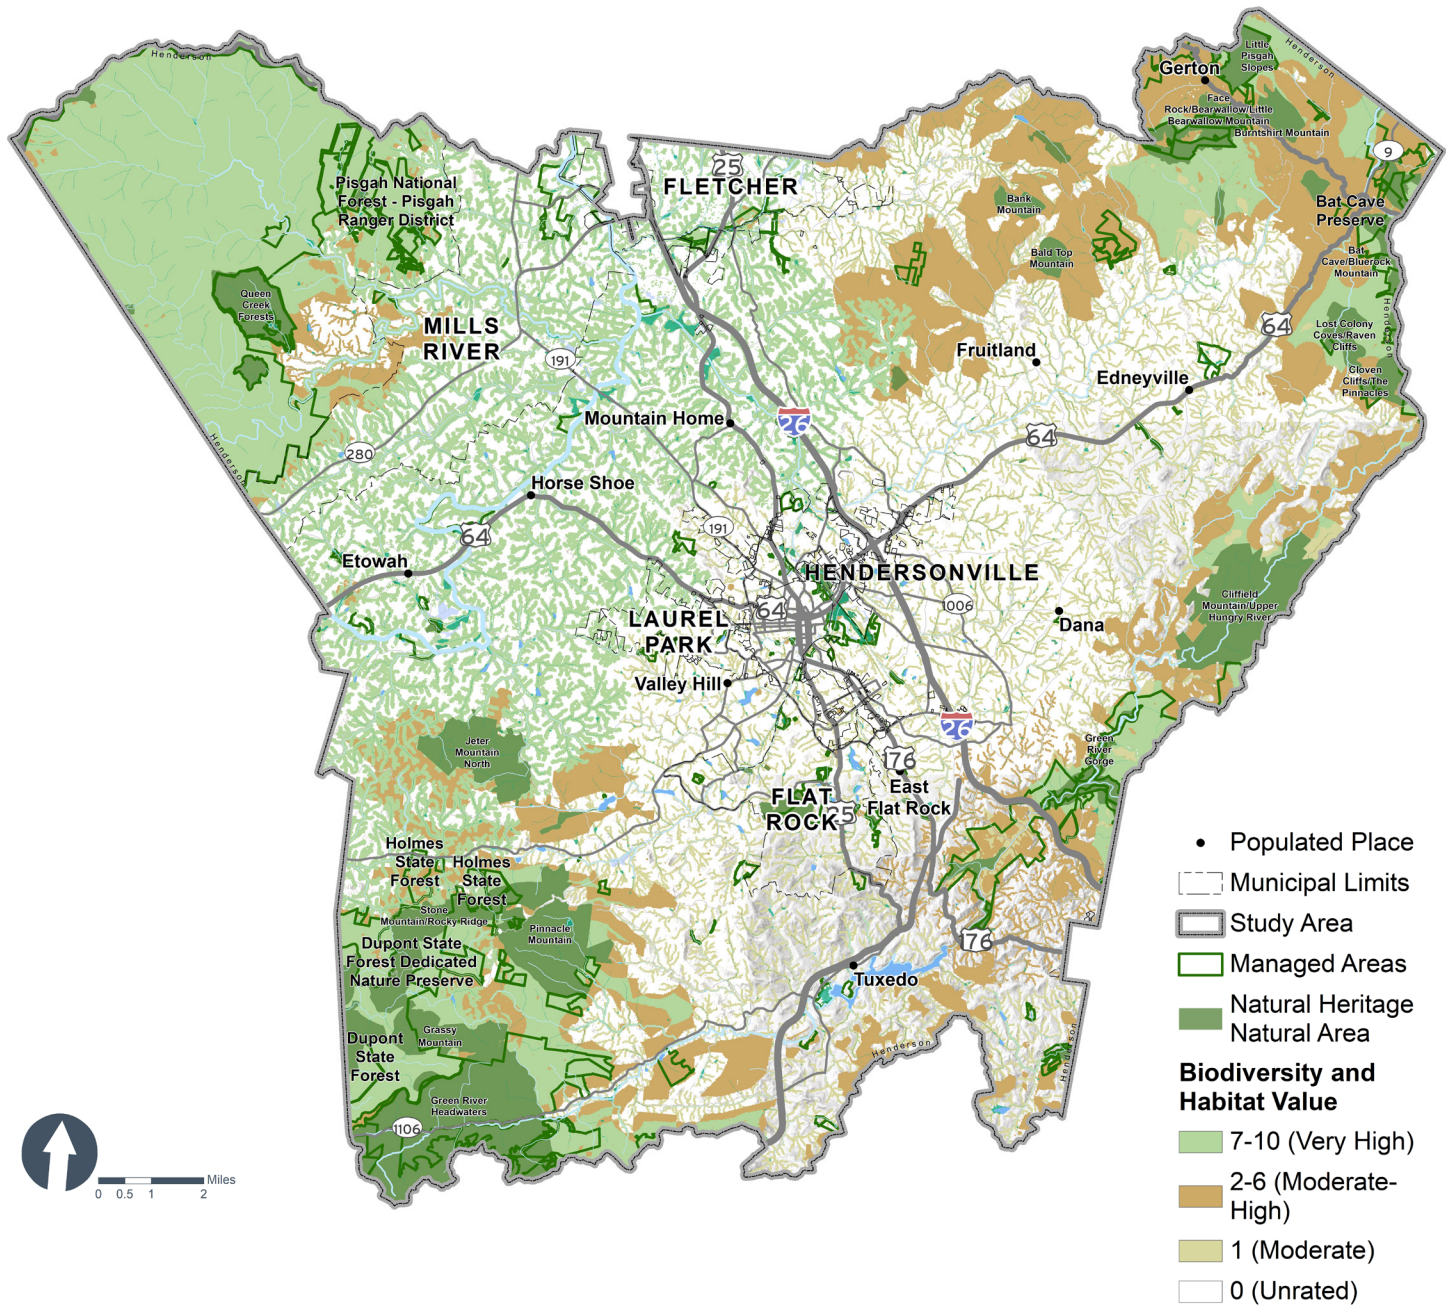 Henderson
Little
Pisgah
Slopes
Henderson
Gerton
Face
Rock/Bearwallow/Little
Bearwallow Mountain
Burntshirt Mountain
9
25
FLETCHER
Pisgah National
Forest - Pisgah
Ranger District
Bank
Mountain
Bat Cave
Preserve
Bald Top
Mountain
Bat
Cave/Bluerock
Mountain
Queen
Creek
Forests
MILLS
RIVER
64
Henderson
Lost Colony
Coves/Raven
Cliffs
191
Fruitland
Edneyville
Cloven
Cliffs/The
Pinnacles
Mountain Home
26
64
Henderson
280
Horse Shoe
191
64
Etowah
HENDERSONVILLE
Cliffield
Mountain/Upper
Hungry River
64
1006
LAUREL
PARK
Dana
Valley Hill
26
Jeter
Mountain
North
Green
River
Gorge
176
East
Flat Rock
FLAT
ROCK
25
Holmes
State
Forest
Holmes
State
Forest
Stone
Mountain/Rocky Ridge
Pinnacle
Mountain
Dupont State
Forest Dedicated
Nature Preserve
176
Tuxedo
Grassy
Mountain
Dupont
State
Forest
Henderson
Henderson
Green River
Headwaters
1106
Populated Place
Municipal Limits
Study Area
Managed Areas
Natural Heritage
Natural Area
Biodiversity and
Habitat Value
7-10 (Very High)
2-6 (Moderate-
High)
1 (Moderate)
0 (Unrated)
Miles
0 0.5 1 2